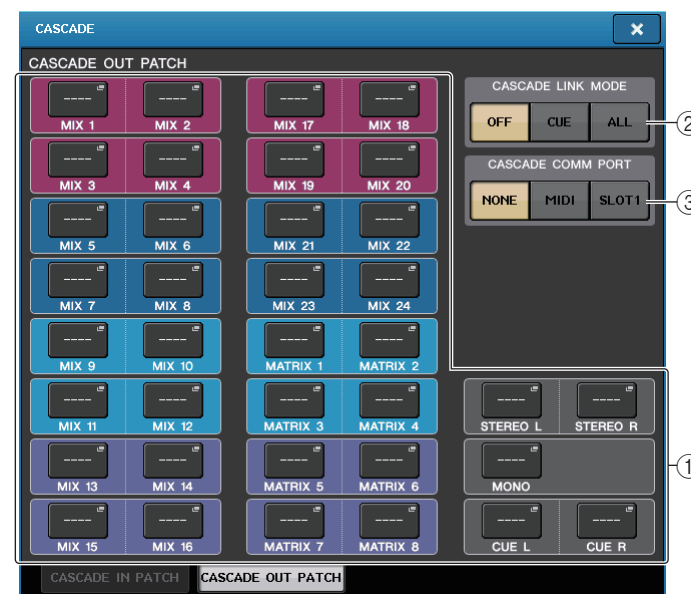 CASCADE
CASCADE OUT PATCH
---- ---- ---- ----
MIX 1 MIX 2 MIX 17 MIX 18
---- ---- ---- ----
MIX 3 MIX 4 MIX 19 MIX 20
---- ---- ---- ----
MIX 5 MIX 6 MIX 21 MIX 22
---- ---- ---- ----
MIX 7 MIX 8 MIX 23 MIX 24
---- ---- ---- ----
MIX 9 MIX 10 MATRIX 1 MATRIX 2
---- ---- ---- ----
MIX 11 MIX 12 MATRIX 3 MATRIX 4
---- ---- ---- ----
MIX 13 MIX 14 MATRIX 5 MATRIX 6
---- ---- ---- ----
MIX 15 MIX 16 MATRIX 7 MATRIX 8
CASCADE LINK MODE
OFF CUE ALL
2
CASCADE COMM PORT
NONE MIDI SLOT1
3
---- ----
STEREO L STEREO R
----
MONO
1
---- ----
CUE L CUE R
CASCADE IN PATCH CASCADE OUT PATCH